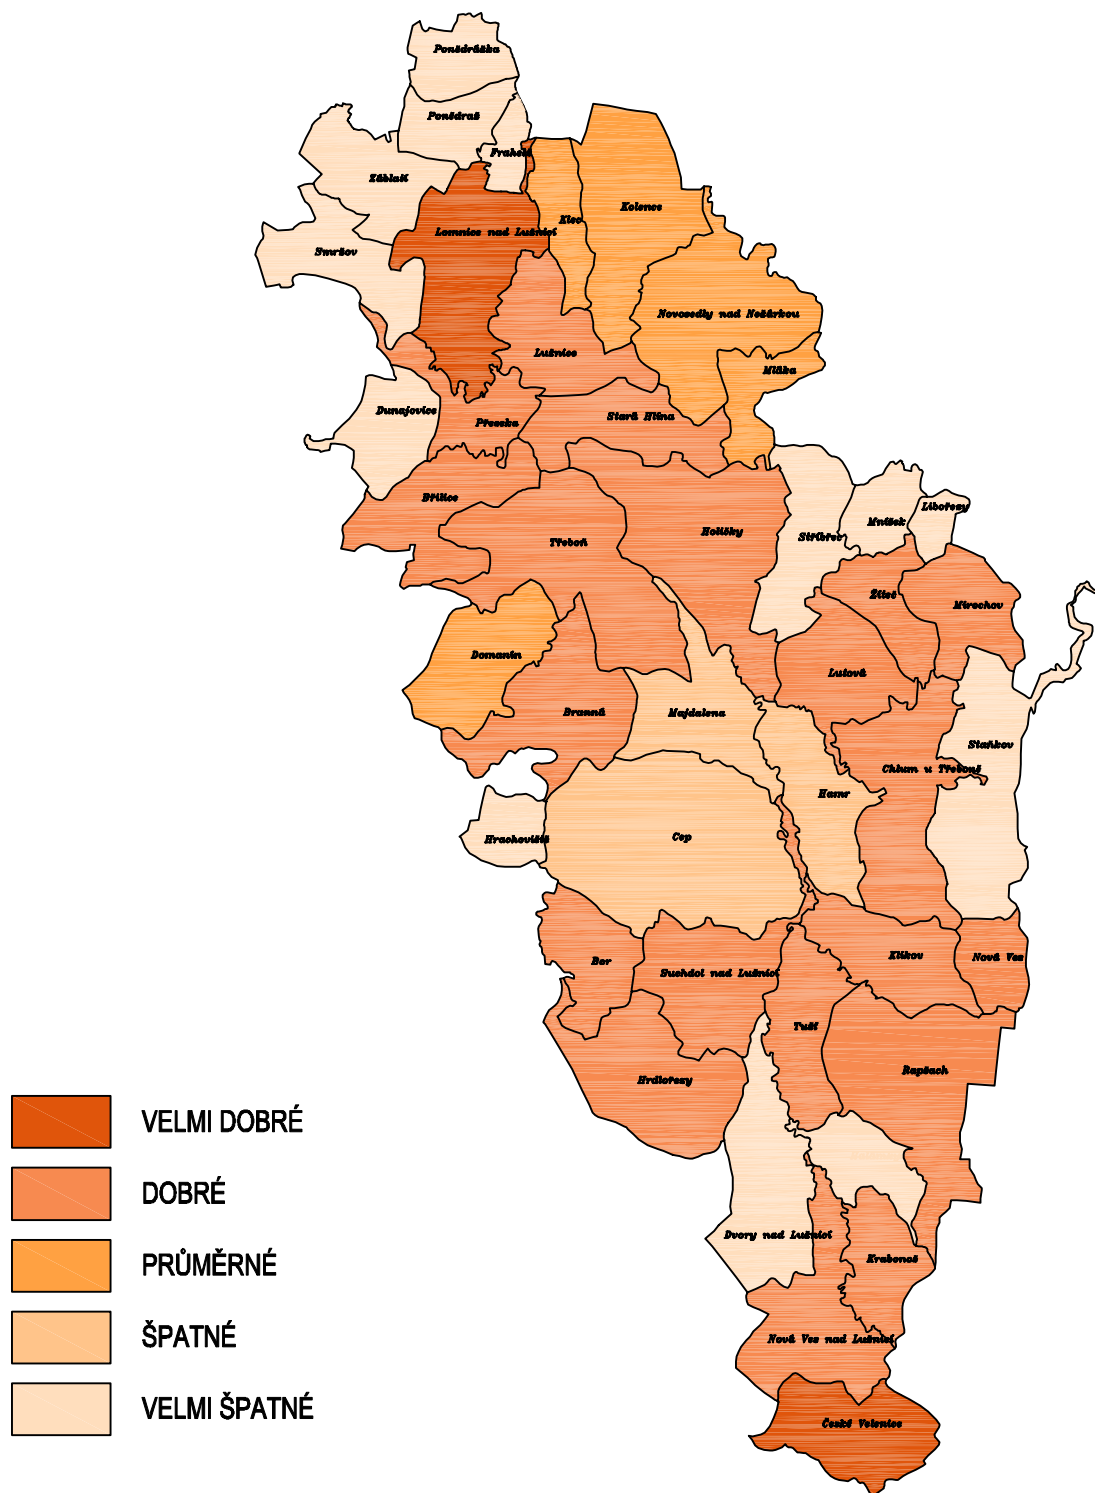 Ponědrážka
Ponědraž
Frahelž
Záblatí
Kolence
Klec
Lomnice nad Lužnicí
Smržov
Novosedly nad Nežárkou
Lužnice
Mláka
Dunajovice
Stará Hlína
Přeseka
Břilice
Libořezy
Mníšek
Holičky
Stříbřec
Třeboň
Žíteč
Mirochov
Domanín
Lutová
Branná
Majdalena
Staňkov
Chlum u Třeboně
Hamr
Cep
Hrachoviště
Klikov
Nová Ves
Bor
Suchdol nad Lužnicí
Tušť
Rapšach
Hrdlořezy
VELMI DOBRÉ
DOBRÉ
Dvory nad Lužnicí
Krabonoš
PRŮMĚRNÉ
ŠPATNÉ
Nová Ves nad Lužnicí
VELMI ŠPATNÉ
České Velenice